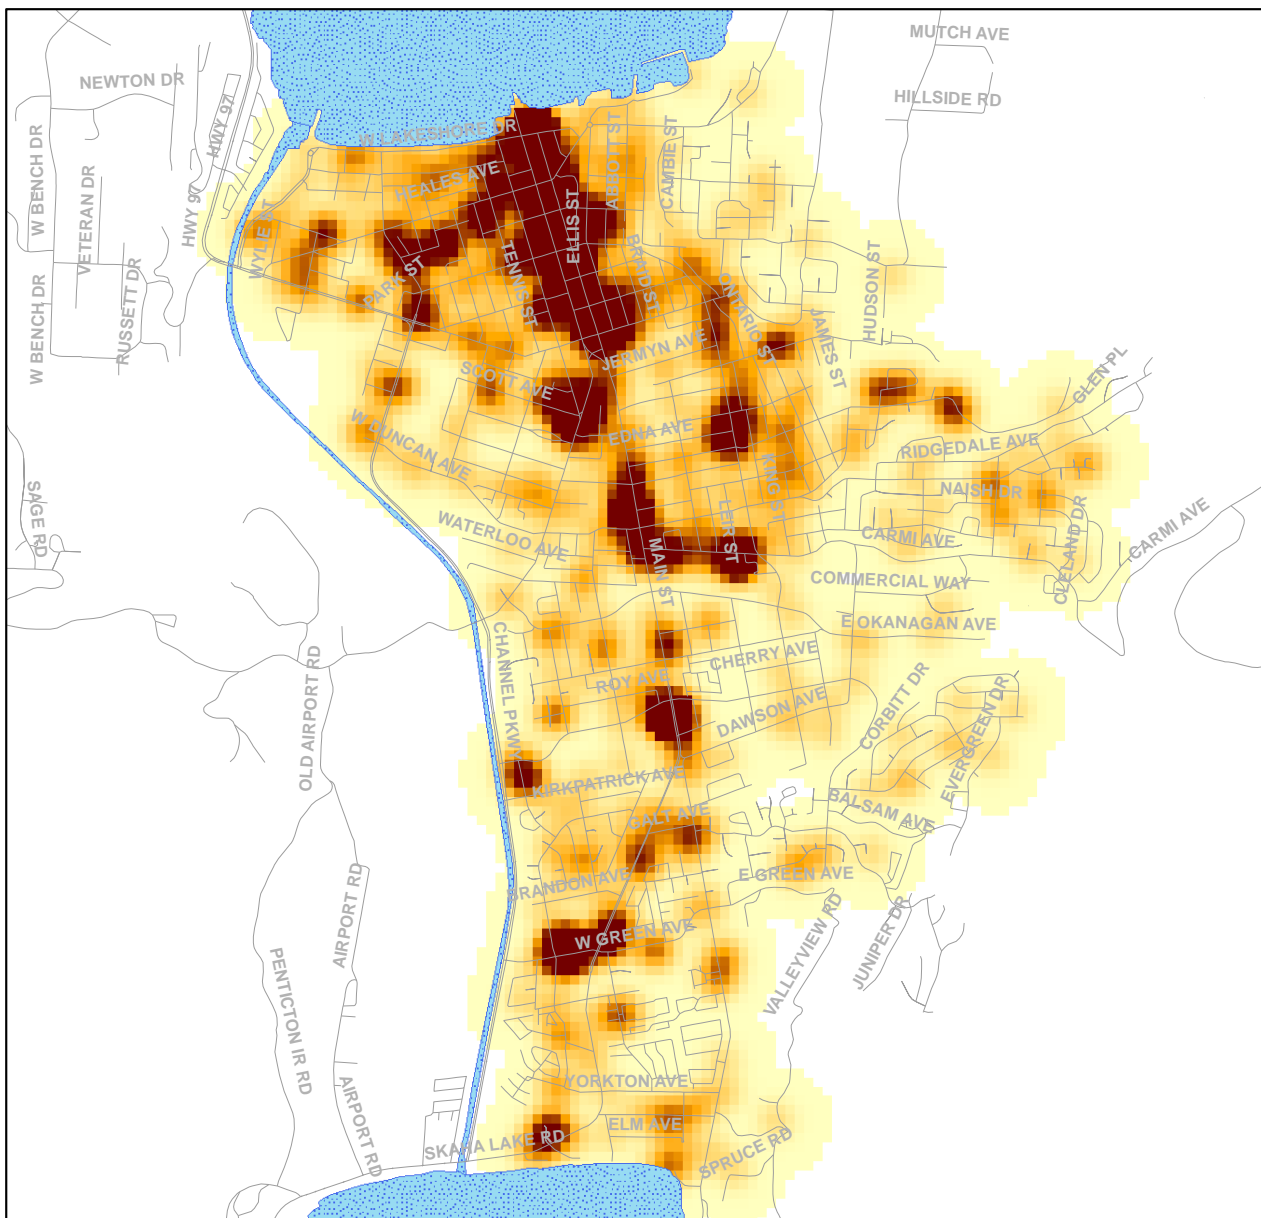 MUTCH AVE
NEWTON DR
HILLSIDE RD
HWY 97
W LAKESHORE DR
W BENCH DR
VETERAN DR
ABBOTT ST
CAMBIE ST
HEALES AVE
HWY 97
WYLIE ST
ELLIS ST
TENNIS ST
BRAID ST
PARK ST
ONTARIO ST
HUDSON ST
W BENCH DR
RUSSETT DR
JAMES ST
JERMYN AVE
GLEN PL
SCOTT AVE
W DUNCAN AVE
EDNA AVE
RIDGEDALE AVE
KING ST
NAISH DR
SAGE RD
WATERLOO AVE
LEIR ST
CARMI AVE
CARMI AVE
CLELAND DR
MAIN ST
COMMERCIAL WAY
E OKANAGAN AVE
CHANNEL PKWY
CHERRY AVE
ROY AVE
OLD AIRPORT RD
DAWSON AVE
CORBITT DR
EVERGREEN DR
KIRKPATRICK AVE
GALT AVE
BALSAM AVE
BRANDON AVE
E GREEN AVE
AIRPORT RD
W GREEN AVE
VALLEYVIEW RD
JUNIPER DR
PENTICTON IR RD
YORKTON AVE
AIRPORT RD
ELM AVE
SKAHA LAKE RD
SPRUCE RD